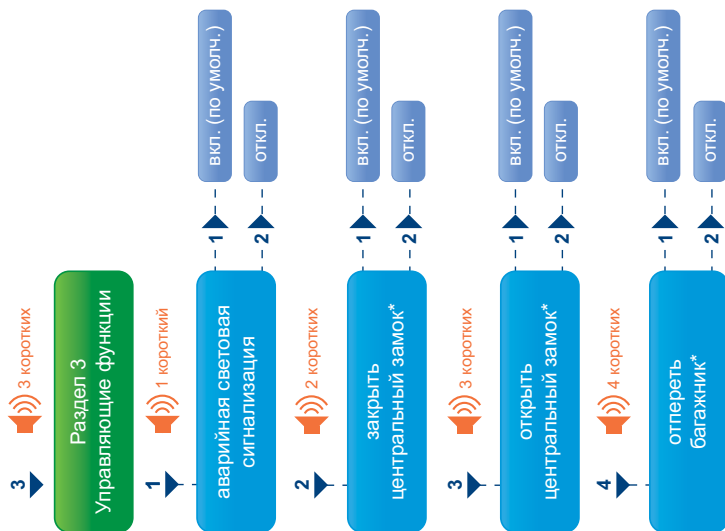 3
3 коротких
Раздел 3
Управляющие функции
1
1 короткий
аварийная световая
сигнализация
1
вкл. (по умолч.)
2
откл.
2
2 коротких
закрыть
центральный замок*
1
вкл. (по умолч.)
2
откл.
3
3 коротких
открыть
центральный замок*
1
вкл. (по умолч.)
2
откл.
4
4 коротких
отпереть
багажник*
1
вкл. (по умолч.)
2
откл.